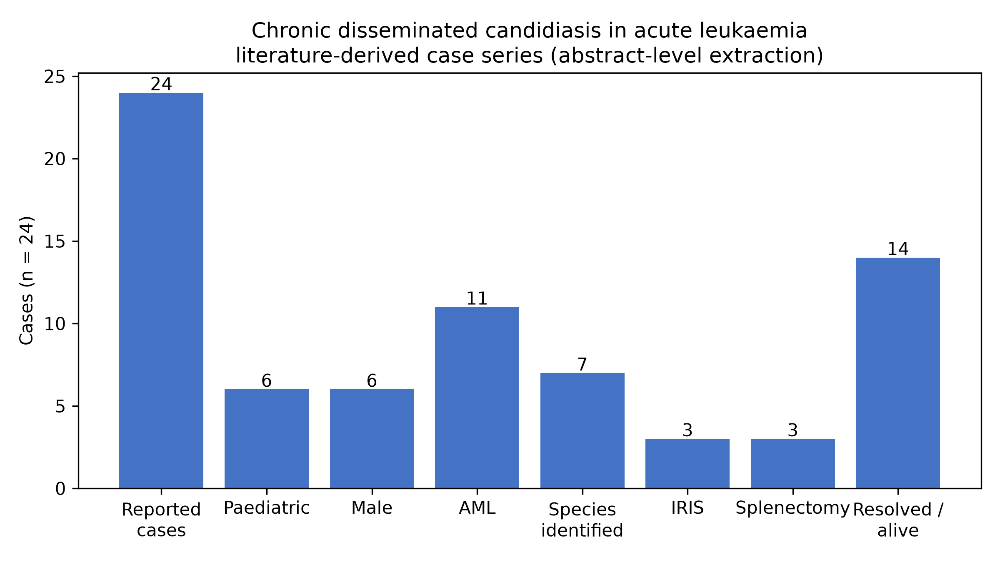 Chronic disseminated candidiasis in acute leukaemia
literature-derived case series (abstract-level extraction)
Cases (n = 24)
25
20
15
10
5
0
24
6
6
11
7
3
3
14
Reported
cases
Paediatric
Male
AML
Species
identified
IRIS
Splenectomy
Resolved /
alive